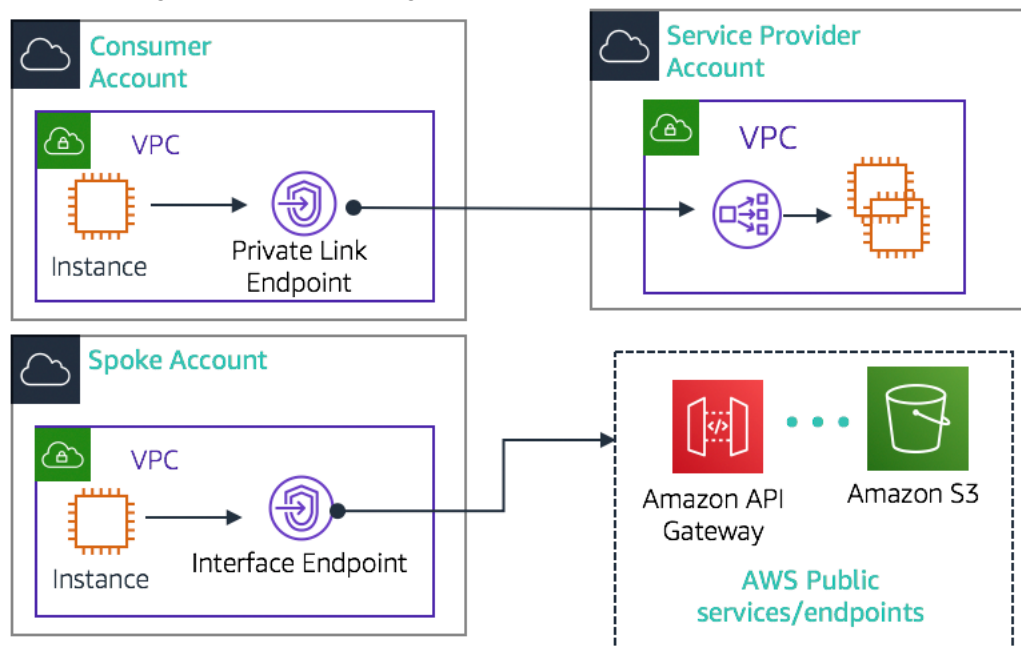 Consumer
Account
VPC
Instance
Private Link
Endpoint
Service Provider
Account
VPC
Spoke Account
VPC
Instance
Interface Endpoint
</>
Amazon API
Gateway
Amazon S3
AWS Public
services/endpoints